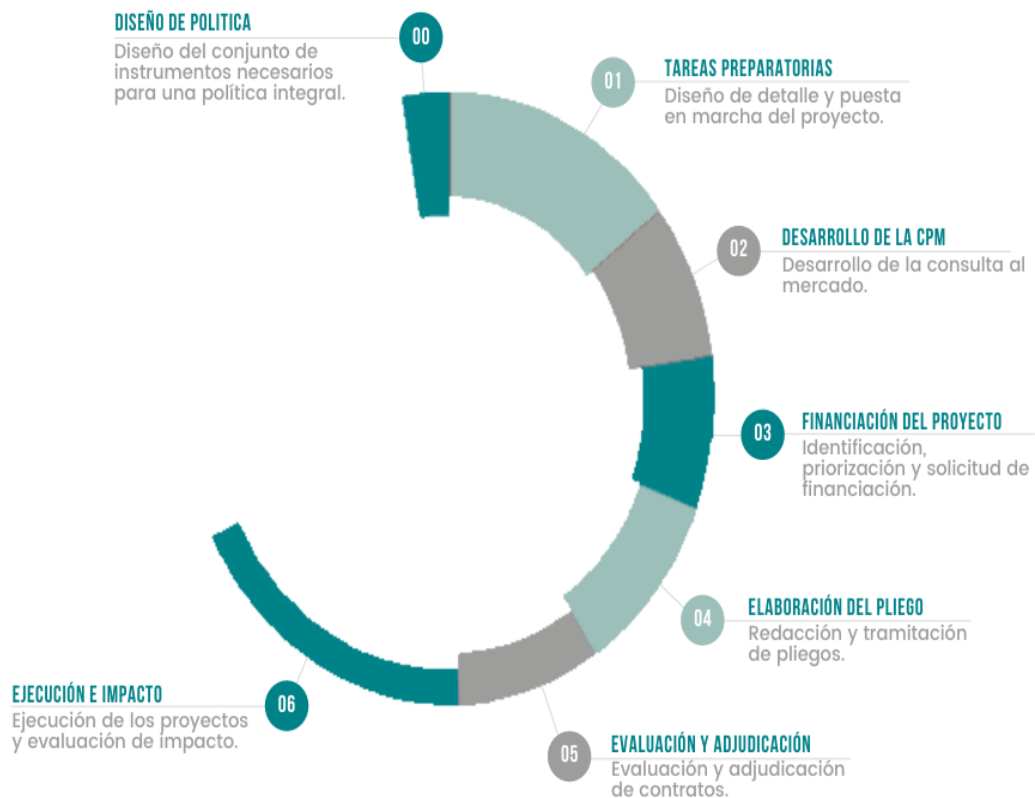 00
DISEÑO DE POLITICA
Diseño del conjunto de
instrumentos necesarios
para una política integral.
01
TAREAS PREPARATORIAS
Diseño de detalle y puesta
en marcha del proyecto.
02
DESARROLLO DE LA CPM
Desarrollo de la consulta al
mercado.
03
FINANCIACIÓN DEL PROYECTO
Identificación,
priorización y solicitud de
financiación.
04
ELABORACIÓN DEL PLIEGO
Redacción y tramitación
de pliegos.
05
EVALUACIÓN Y ADJUDICACIÓN
Evaluación y adjudicación
de contratos.
06
EJECUCIÓN E IMPACTO
Ejecución de los proyectos
y evaluación de impacto.